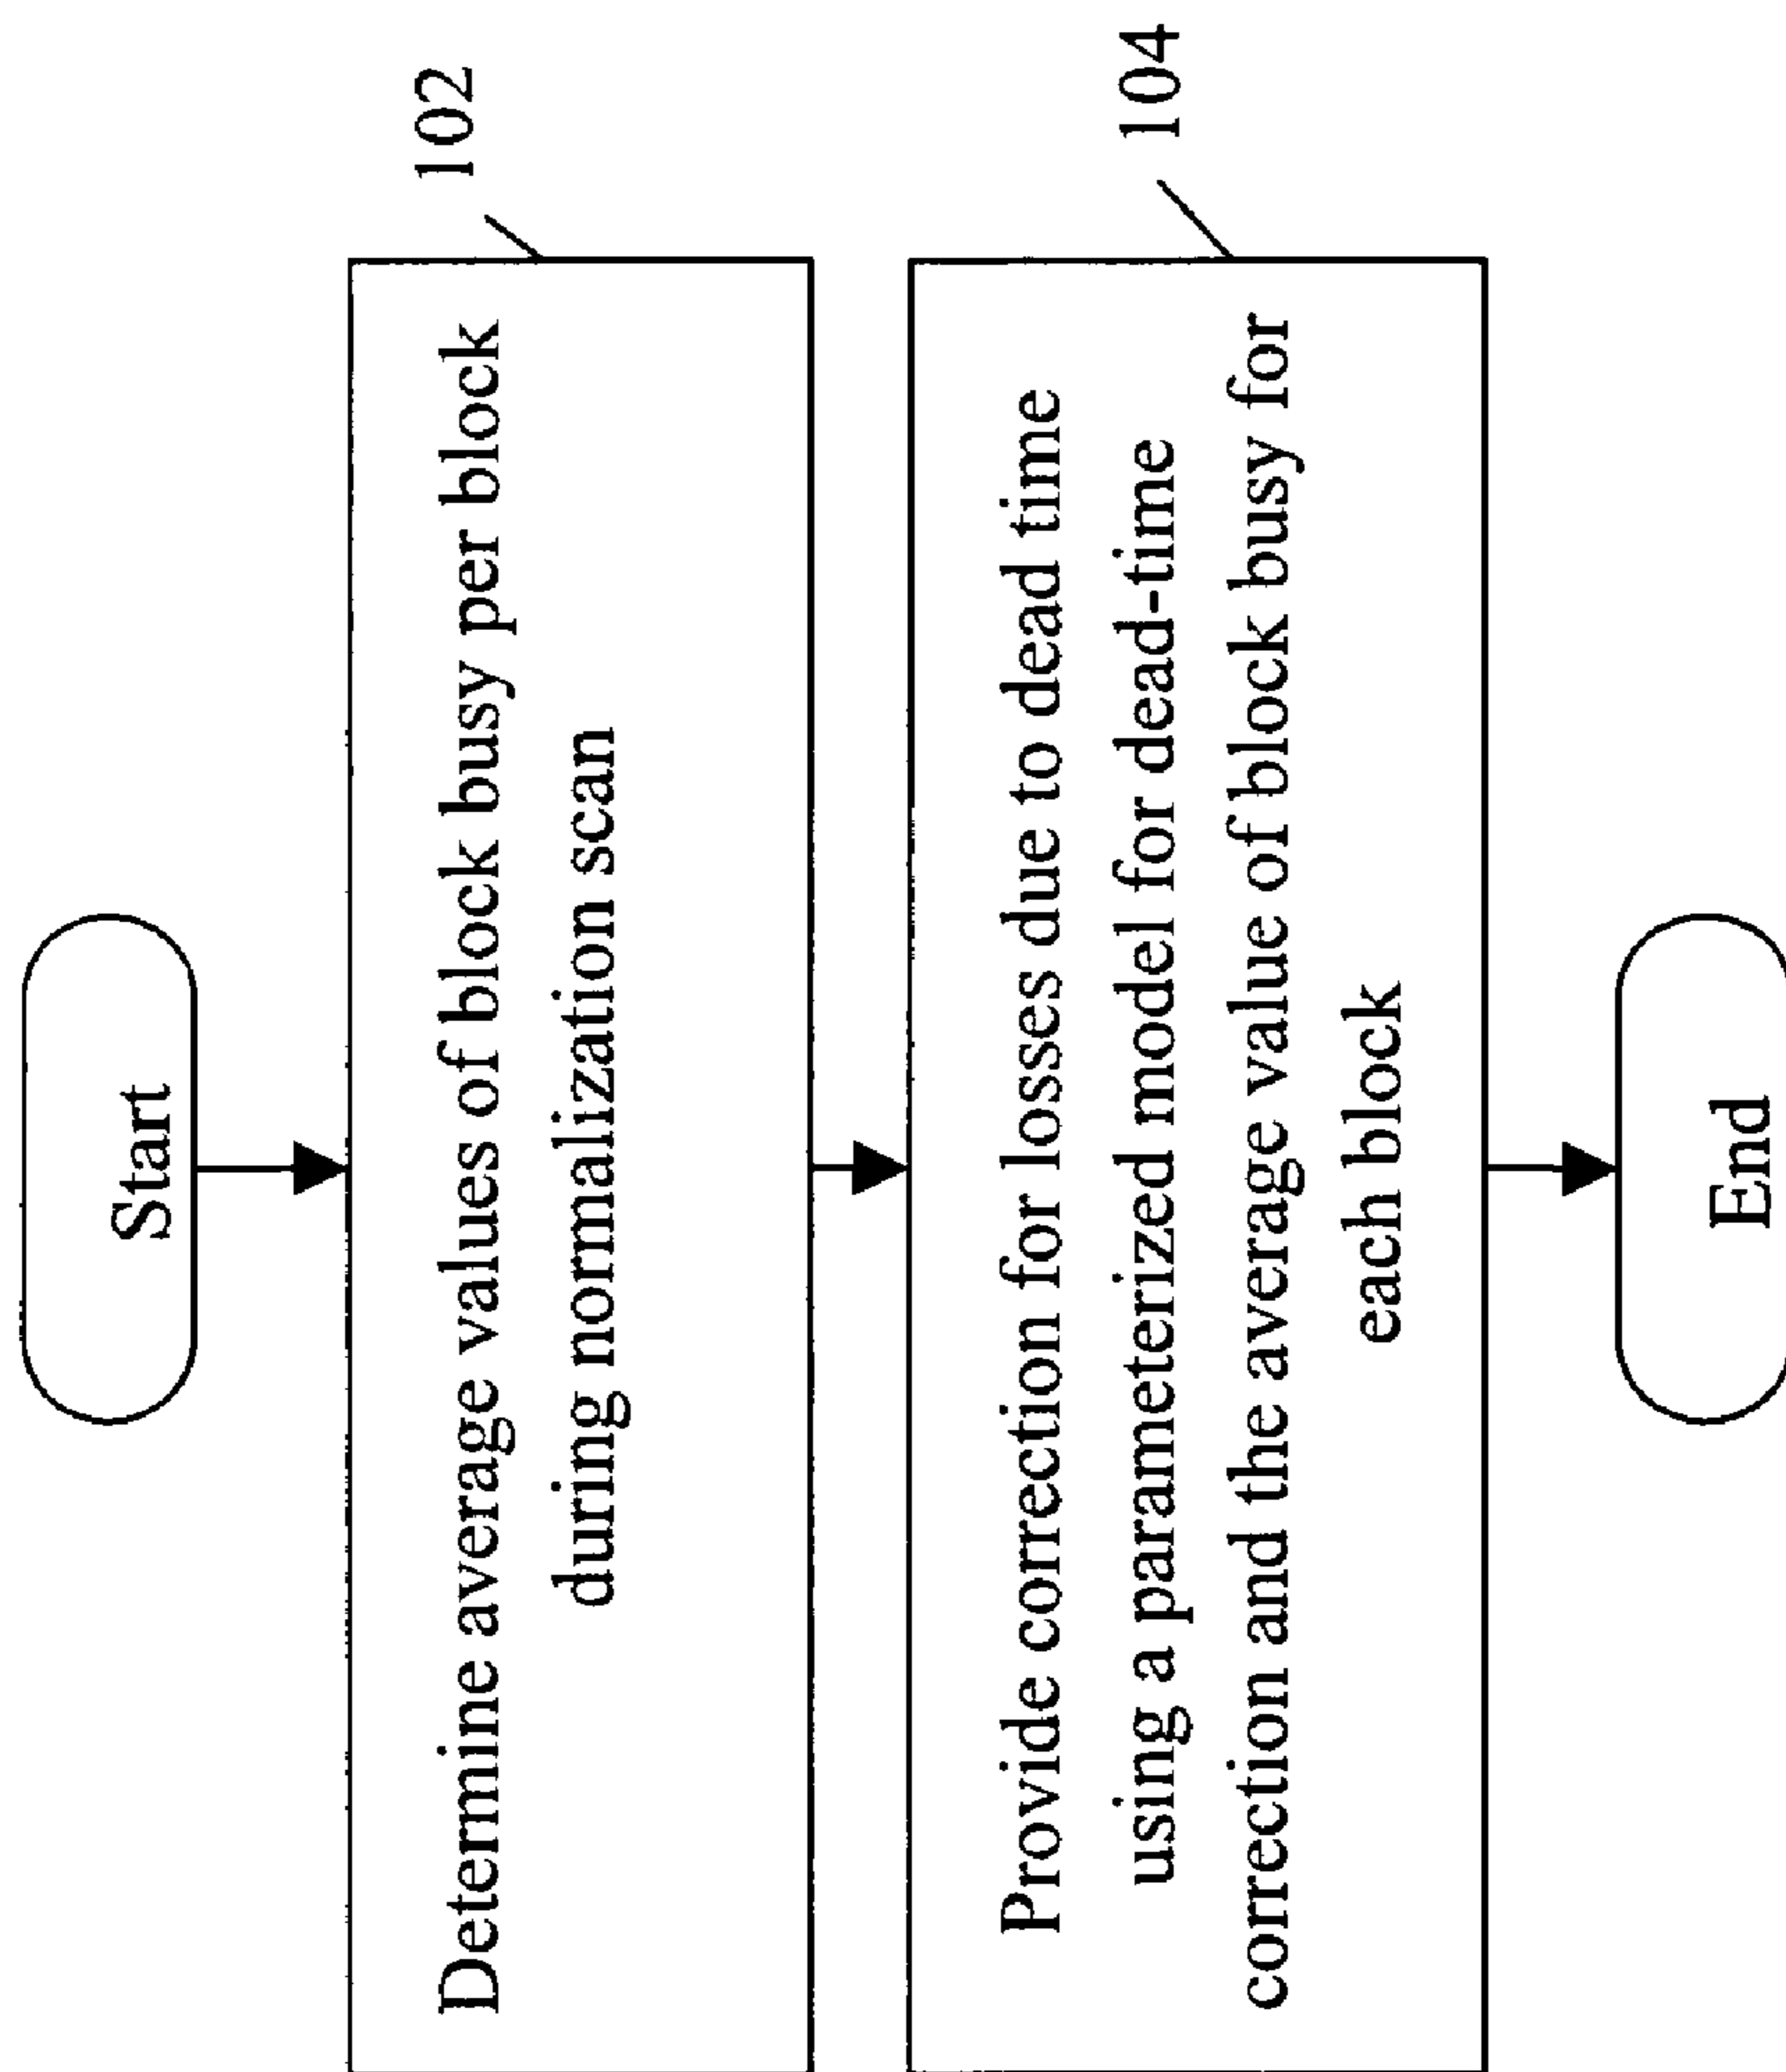 Start
Determine average values of block busy per block
during normalization scan
102
Provide correction for losses due to dead time
using a parameterized model for dead-time
correction and the average value of block busy for
each block
104
End